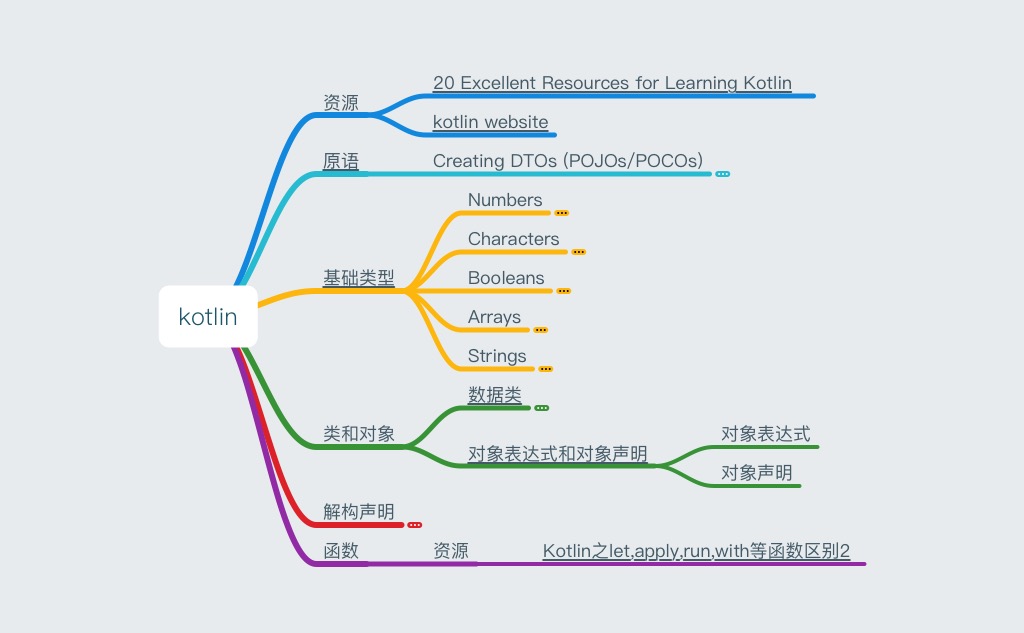 kotlin
资源
20 Excellent Resources for Learning Kotlin
kotlin website
原语
Creating DTOs (POJOs/POCOs)
基础类型
Numbers
Characters
Booleans
Arrays
Strings
类和对象
数据类
对象表达式和对象声明
对象表达式
对象声明
解构声明
函数
资源
Kotlin之let,apply,run,with等函数区别2